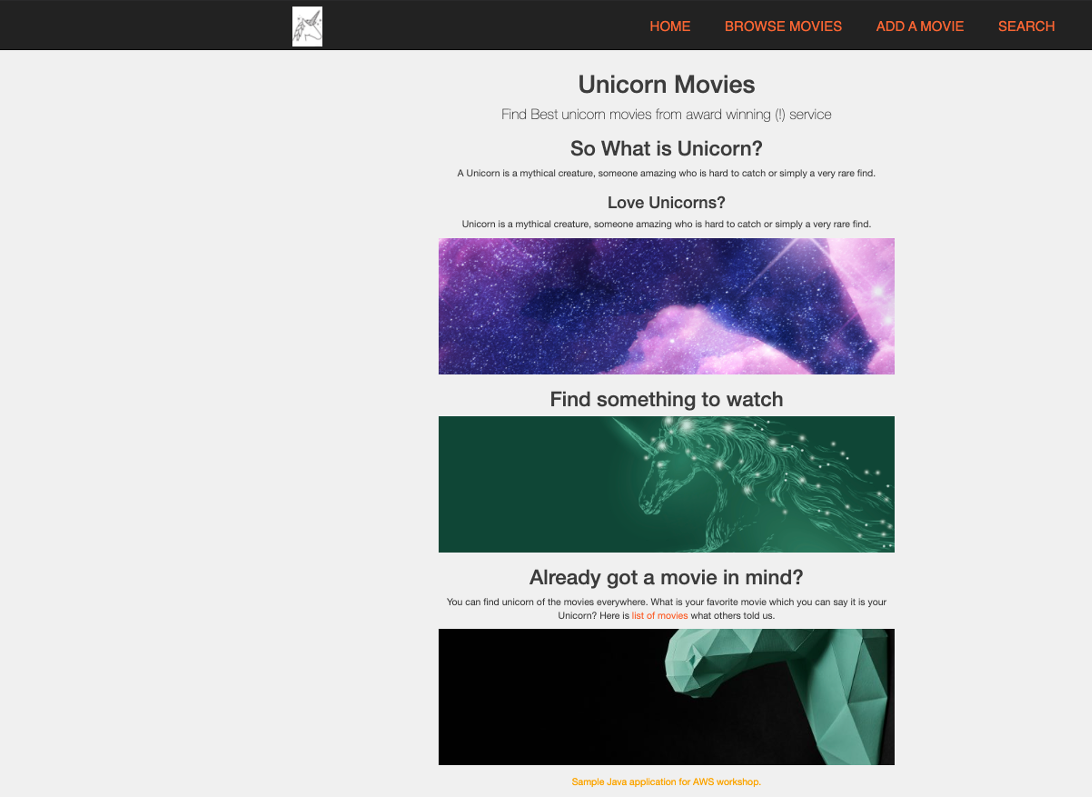 HOME BROWSE MOVIES ADD A MOVIE SEARCH
Unicorn Movies
Find Best unicorn movies from award winning (!) service
So What is Unicorn?
A Unicorn is a mythical creature, someone amazing who is hard to catch or simply a very rare find.
Love Unicorns?
Unicorn is a mythical creature, someone amazing who is hard to catch or simply a very rare find.
Find something to watch
Already got a movie in mind?
You can find unicorn of the movies everywhere. What is your favorite movie which you can say it is your
Unicorn? Here is list of movies what others told us.
Sample Java application for AWS workshop.